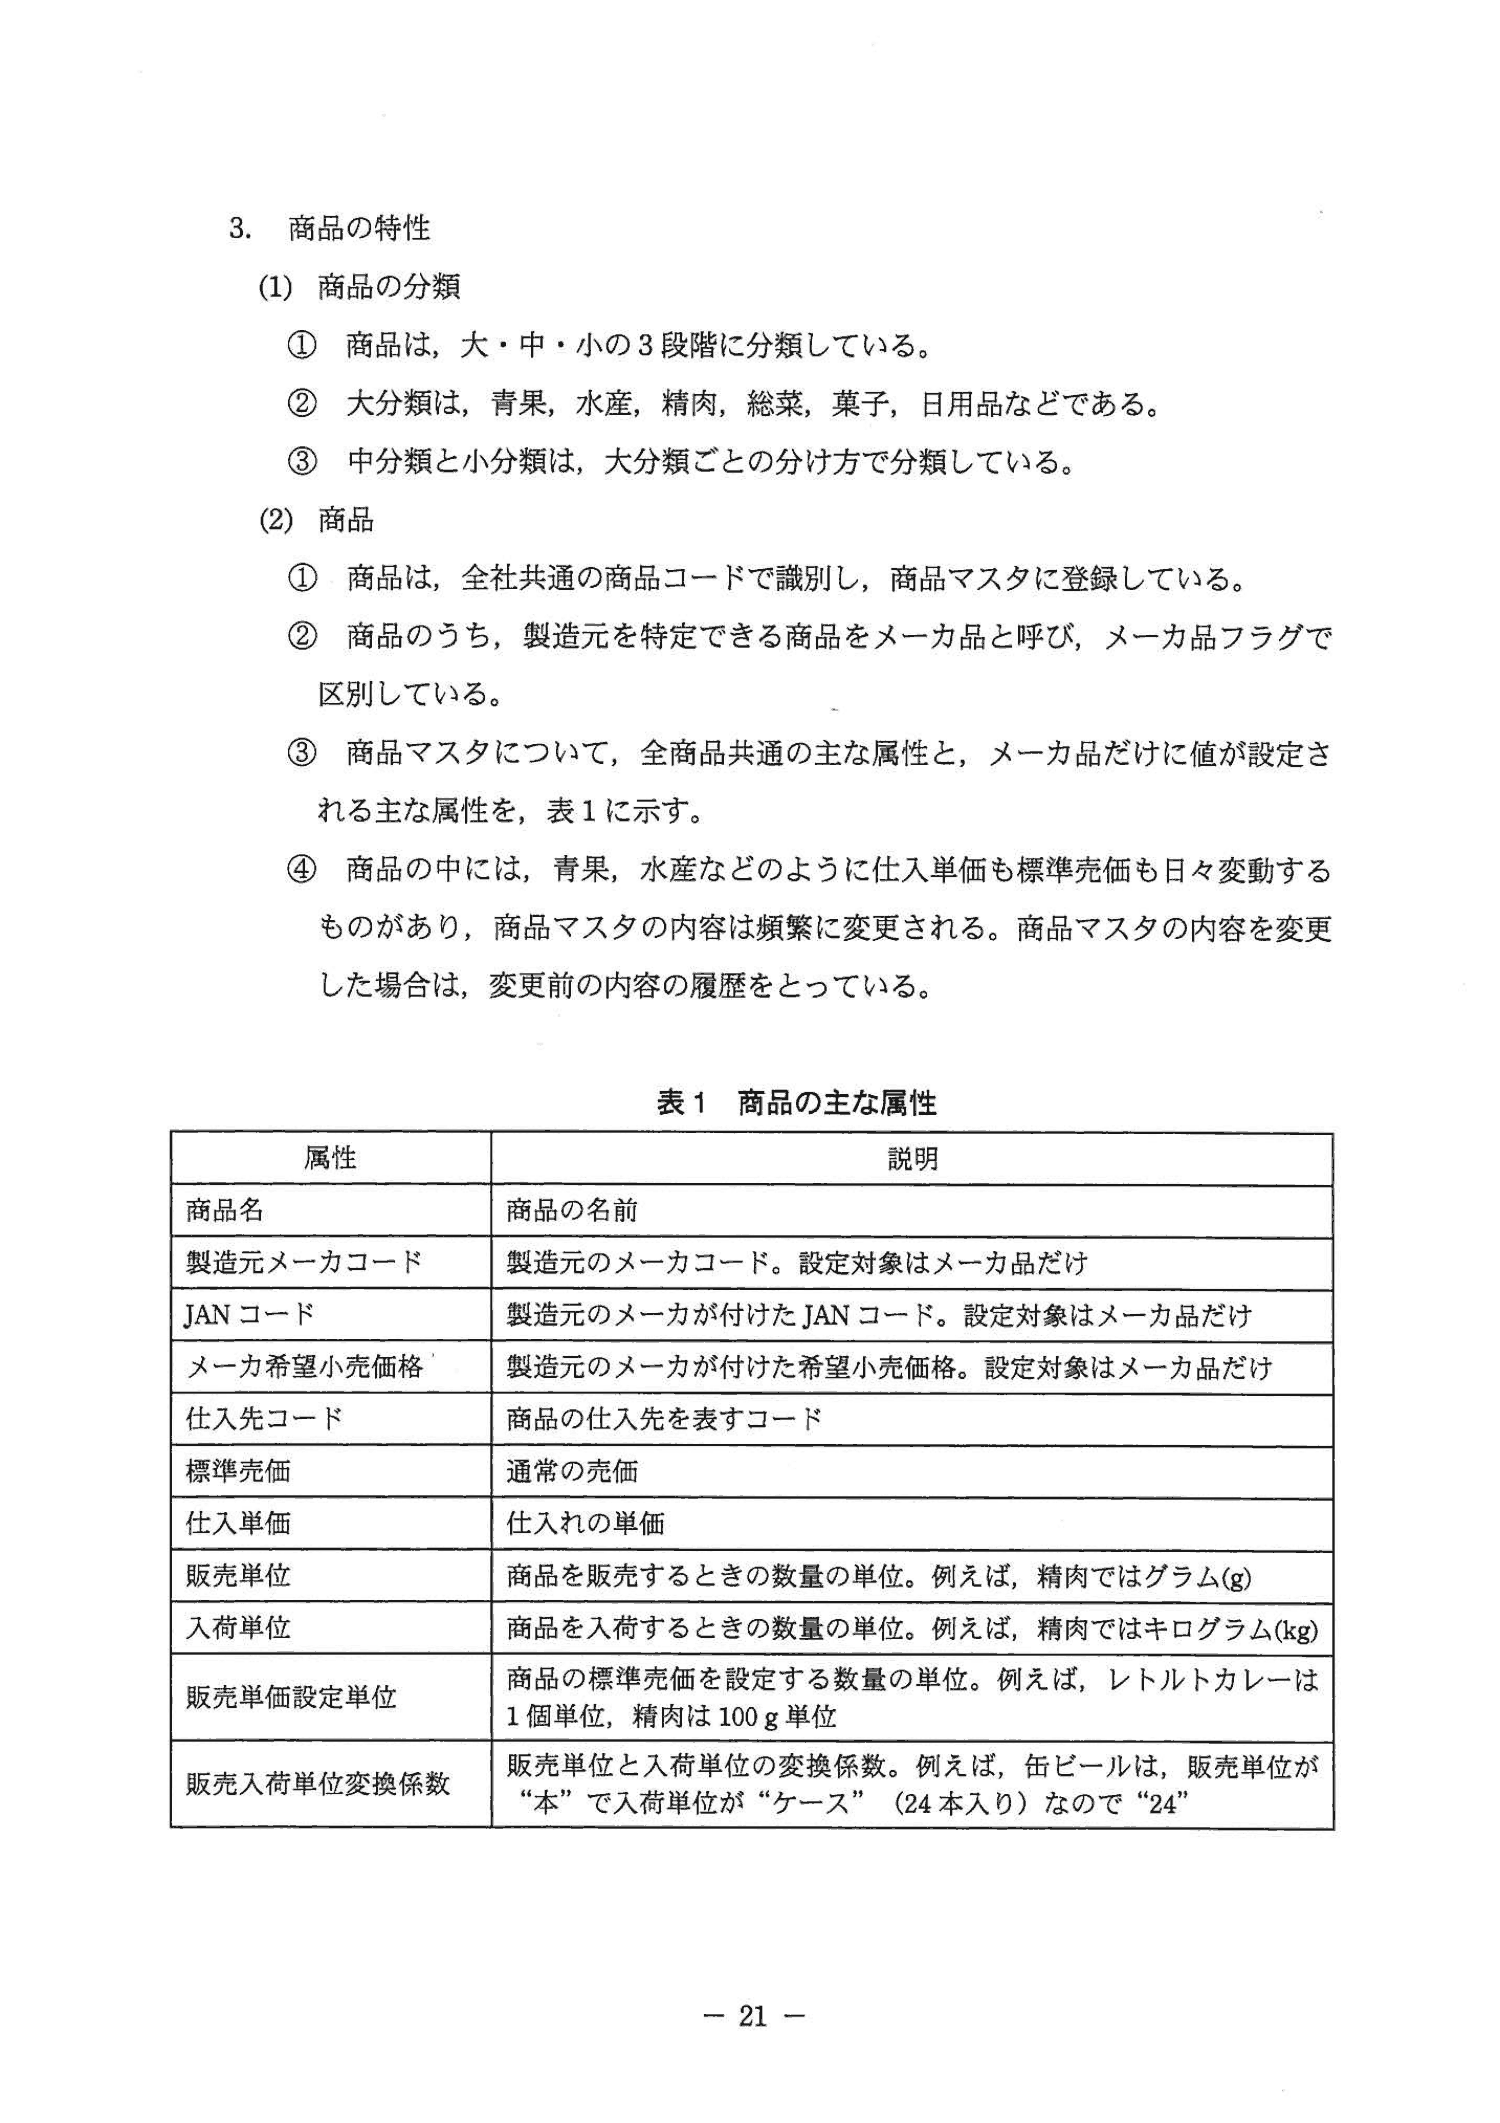 3. 商品の特性
(1) 商品の分類
① 商品は，大・中・小の3段階に分類している。
② 大分類は，青果，水産，精肉，総菜，菓子，日用品などである。
③ 中分類と小分類は，大分類ごとの分け方で分類している。
(2) 商品
① 商品は，全社共通の商品コードで識別し，商品マスタに登録している。
② 商品のうち，製造元を特定できる商品をメーカ品と呼び，メーカ品フラグで
区別している。
③ 商品マスタについて，全商品共通の主な属性と，メーカ品だけに値が設定さ
れる主な属性を，表1に示す。
④ 商品の中には，青果，水産などのように仕入単価も標準売価も日々変動する
ものがあり，商品マスタの内容は頻繁に変更される。商品マスタの内容を変更
した場合は，変更前の内容の履歴をとっている。
表1 商品の主な属性
属性 説明
商品名 商品の名前
製造元メーカコード 製造元のメーカコード。設定対象はメーカ品だけ
JANコード 製造元のメーカが付けたJANコード。設定対象はメーカ品だけ
メーカ希望小売価格 製造元のメーカが付けた希望小売価格。設定対象はメーカ品だけ
仕入先コード 商品の仕入先を表すコード
標準売価 通常の売価
仕入単価 仕入れの単価
販売単位 商品を販売するときの数量の単位。例えば，精肉ではグラム(g)
入荷単位 商品を入荷するときの数量の単位。例えば，精肉ではキログラム(kg)
販売単価設定単位 商品の標準売価を設定する数量の単位。例えば，レトルトカレーは
1個単位，精肉は100g単位
販売入荷単位変換係数 販売単位と入荷単位の変換係数。例えば，缶ビールは，販売単位が
“本”で入荷単位が“ケース”（24本入り）なので“24”
－ 21 －